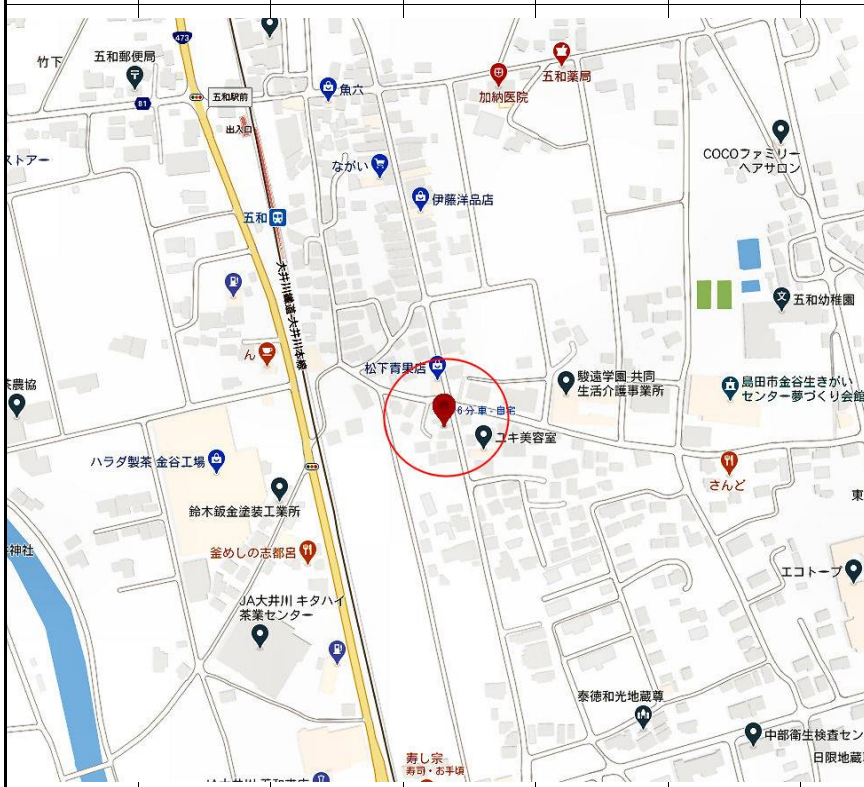 473
竹下
五和郵便局
81
五和駅前
出入口
魚六
加納医院
五和薬局
ストアー
ながい
伊藤洋品店
COCOファミリー
ヘアサロン
五和
大井川鐵道-大井川本線
文
五和幼稚園
ん
松下青果店
6分 車 - 自宅
駿遠学園 共同
生活介護事業所
島田市金谷生きがい
センター夢づくり会館
茶農協
ユキ美容室
ハラダ製茶 金谷工場
鈴木鈑金塗装工業所
さんど
東
神社
釜めしの志都呂
エコトープ
JA大井川 キタハイ
茶業センター
泰徳和光地蔵尊
中部衛生検査セン
日限地蔵
寿し宗
寿司・お手頃